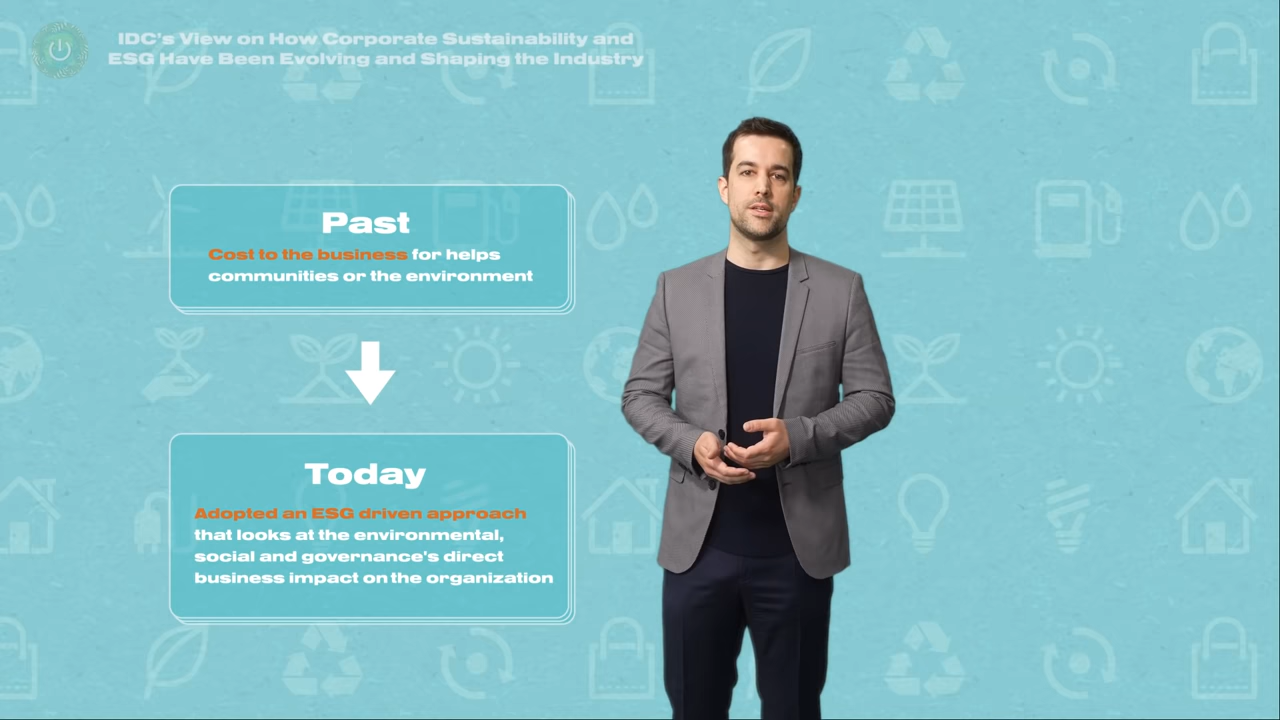 IDC's View on How Corporate Sustainability and
ESG Have Been Evolving and Shaping the Industry
Past
Cost to the business for helps
communities or the environment
Today
Adopted an ESG driven approach
that looks at the environmental,
social and governance's direct
business impact on the organization